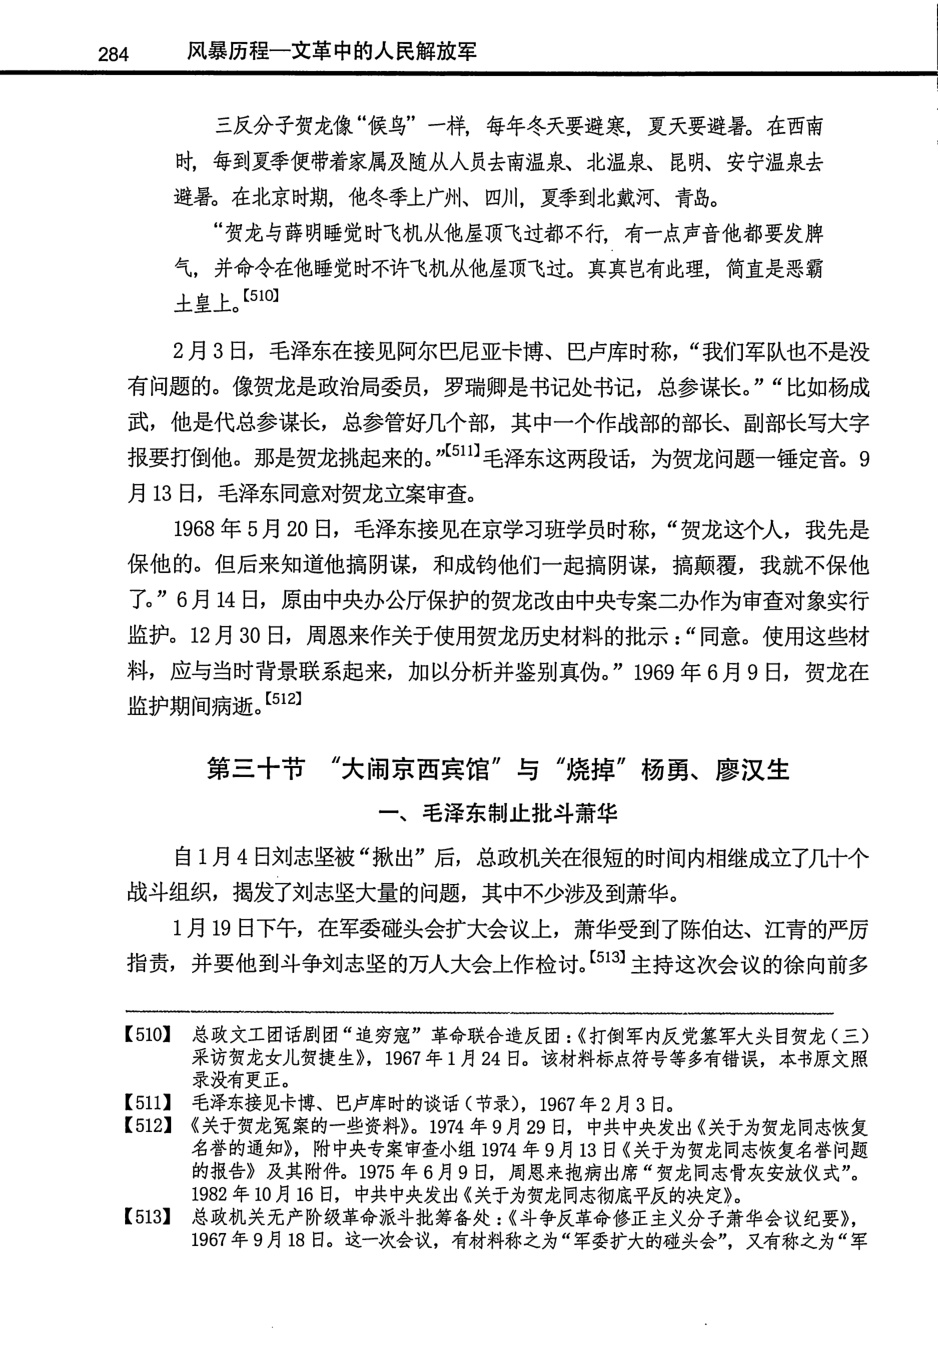 284 风暴历程—文革中的人民解放军
三反分子贺龙像“候鸟”一样，每年冬天要避寒，夏天要避暑。在西南
时，每到夏季便带着家属及随从人员去南温泉、北温泉、昆明、安宁温泉去
避暑。在北京时期，他冬季上广州、四川，夏季到北戴河、青岛。
“贺龙与薛明睡觉时飞机从他屋顶飞过都不行，有一点声音他都要发脾
气，并命令在他睡觉时不许飞机从他屋顶飞过。真真岂有此理，简直是恶霸
土皇上。【510】
2月3日，毛泽东在接见阿尔巴尼亚卡博、巴卢库时称，“我们军队也不是没
有问题的。像贺龙是政治局委员，罗瑞卿是书记处书记，总参谋长。”“比如杨成
武，他是代总参谋长，总参管好几个部，其中一个作战部的部长、副部长写大字
报要打倒他。那是贺龙挑起来的。”【511】毛泽东这两段话，为贺龙问题一锤定音。9
月13日，毛泽东同意对贺龙立案审查。
1968年5月20日，毛泽东接见在京学习班学员时称，“贺龙这个人，我先是
保他的。但后来知道他搞阴谋，和成钧他们一起搞阴谋，搞颠覆，我就不保他
了。”6月14日，原由中央办公厅保护的贺龙改由中央专案二办作为审查对象实行
监护。12月30日，周恩来作关于使用贺龙历史材料的批示：“同意。使用这些材
料，应与当时背景联系起来，加以分析并鉴别真伪。”1969年6月9日，贺龙在
监护期间病逝。【512】
第三十节 “大闹京西宾馆”与“烧掉”杨勇、廖汉生
一、毛泽东制止批斗萧华
自1月4日刘志坚被“揪出”后，总政机关在很短的时间内相继成立了几十个
战斗组织，揭发了刘志坚大量的问题，其中不少涉及到萧华。
1月19日下午，在军委碰头会扩大会议上，萧华受到了陈伯达、江青的严厉
指责，并要他到斗争刘志坚的万人大会上作检讨。【513】主持这次会议的徐向前多
【510】 总政文工团话剧团“追穷寇”革命联合造反团：《打倒军内反党篡军大头目贺龙（三）
采访贺龙女儿贺捷生》，1967年1月24日。该材料标点符号等多有错误，本书原文照
录没有更正。
【511】 毛泽东接见卡博、巴卢库时的谈话（节录），1967年2月3日。
【512】 《关于贺龙冤案的一些资料》。1974年9月29日，中共中央发出《关于为贺龙同志恢复
名誉的通知》，附中央专案审查小组1974年9月13日《关于为贺龙同志恢复名誉问题
的报告》及其附件。1975年6月9日，周恩来抱病出席“贺龙同志骨灰安放仪式”。
1982年10月16日，中共中央发出《关于为贺龙同志彻底平反的决定》。
【513】 总政机关无产阶级革命派斗批筹备处：《斗争反革命修正主义分子萧华会议纪要》，
1967年9月18日。这一次会议，有材料称之为“军委扩大的碰头会”，又有称之为“军